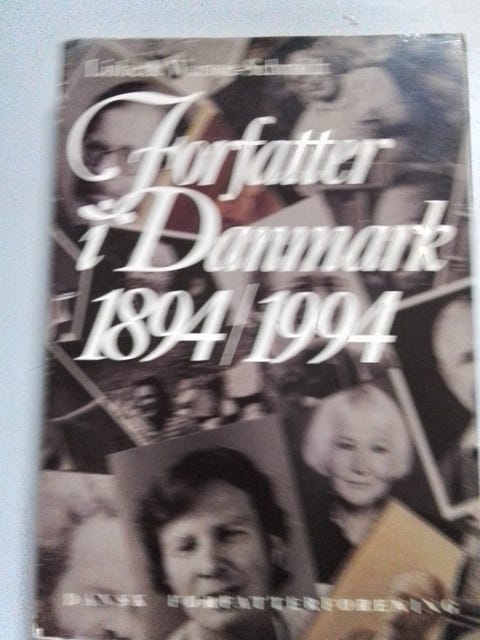 Forfatter
i Danmark
1894/1994
DANSK FORFATTERFORENING